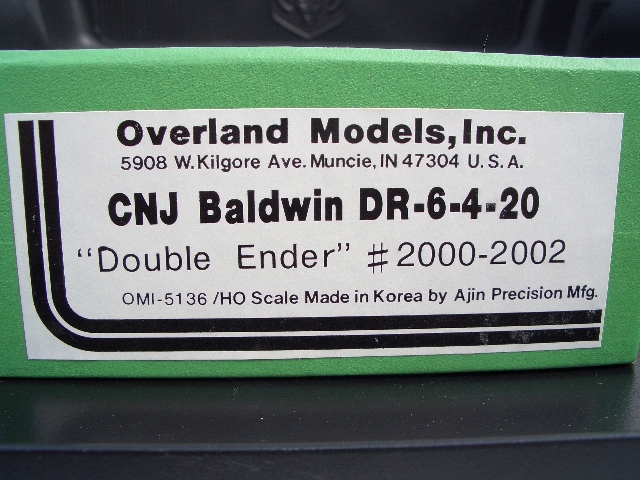 Overland Models, Inc.
5908 W. Kilgore Ave. Muncie, IN 47304 U.S.A.
CNJ Baldwin DR-6-4-20
"Double Ender" #2000-2002
OMI-5136 /HO Scale Made in Korea by Ajin Precision Mfg.